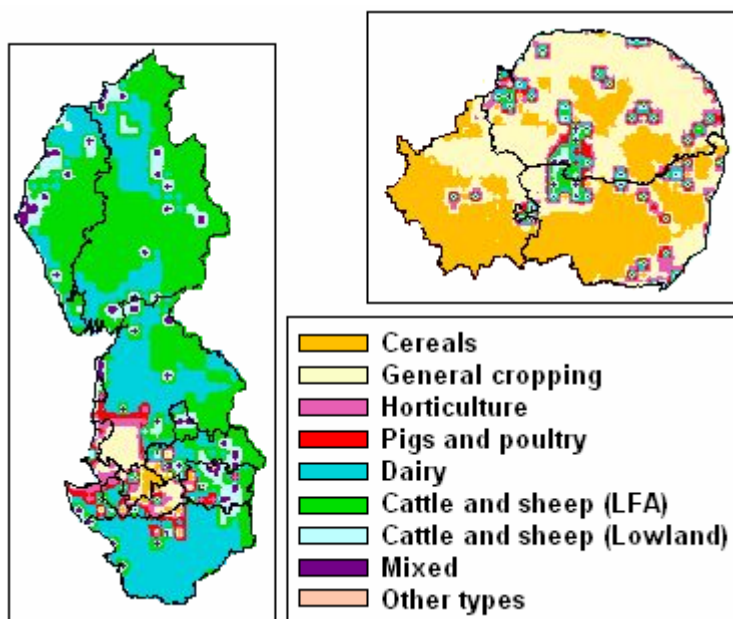 Cereals
General cropping
Horticulture
Pigs and poultry
Dairy
Cattle and sheep (LFA)
Cattle and sheep (Lowland)
Mixed
Other types